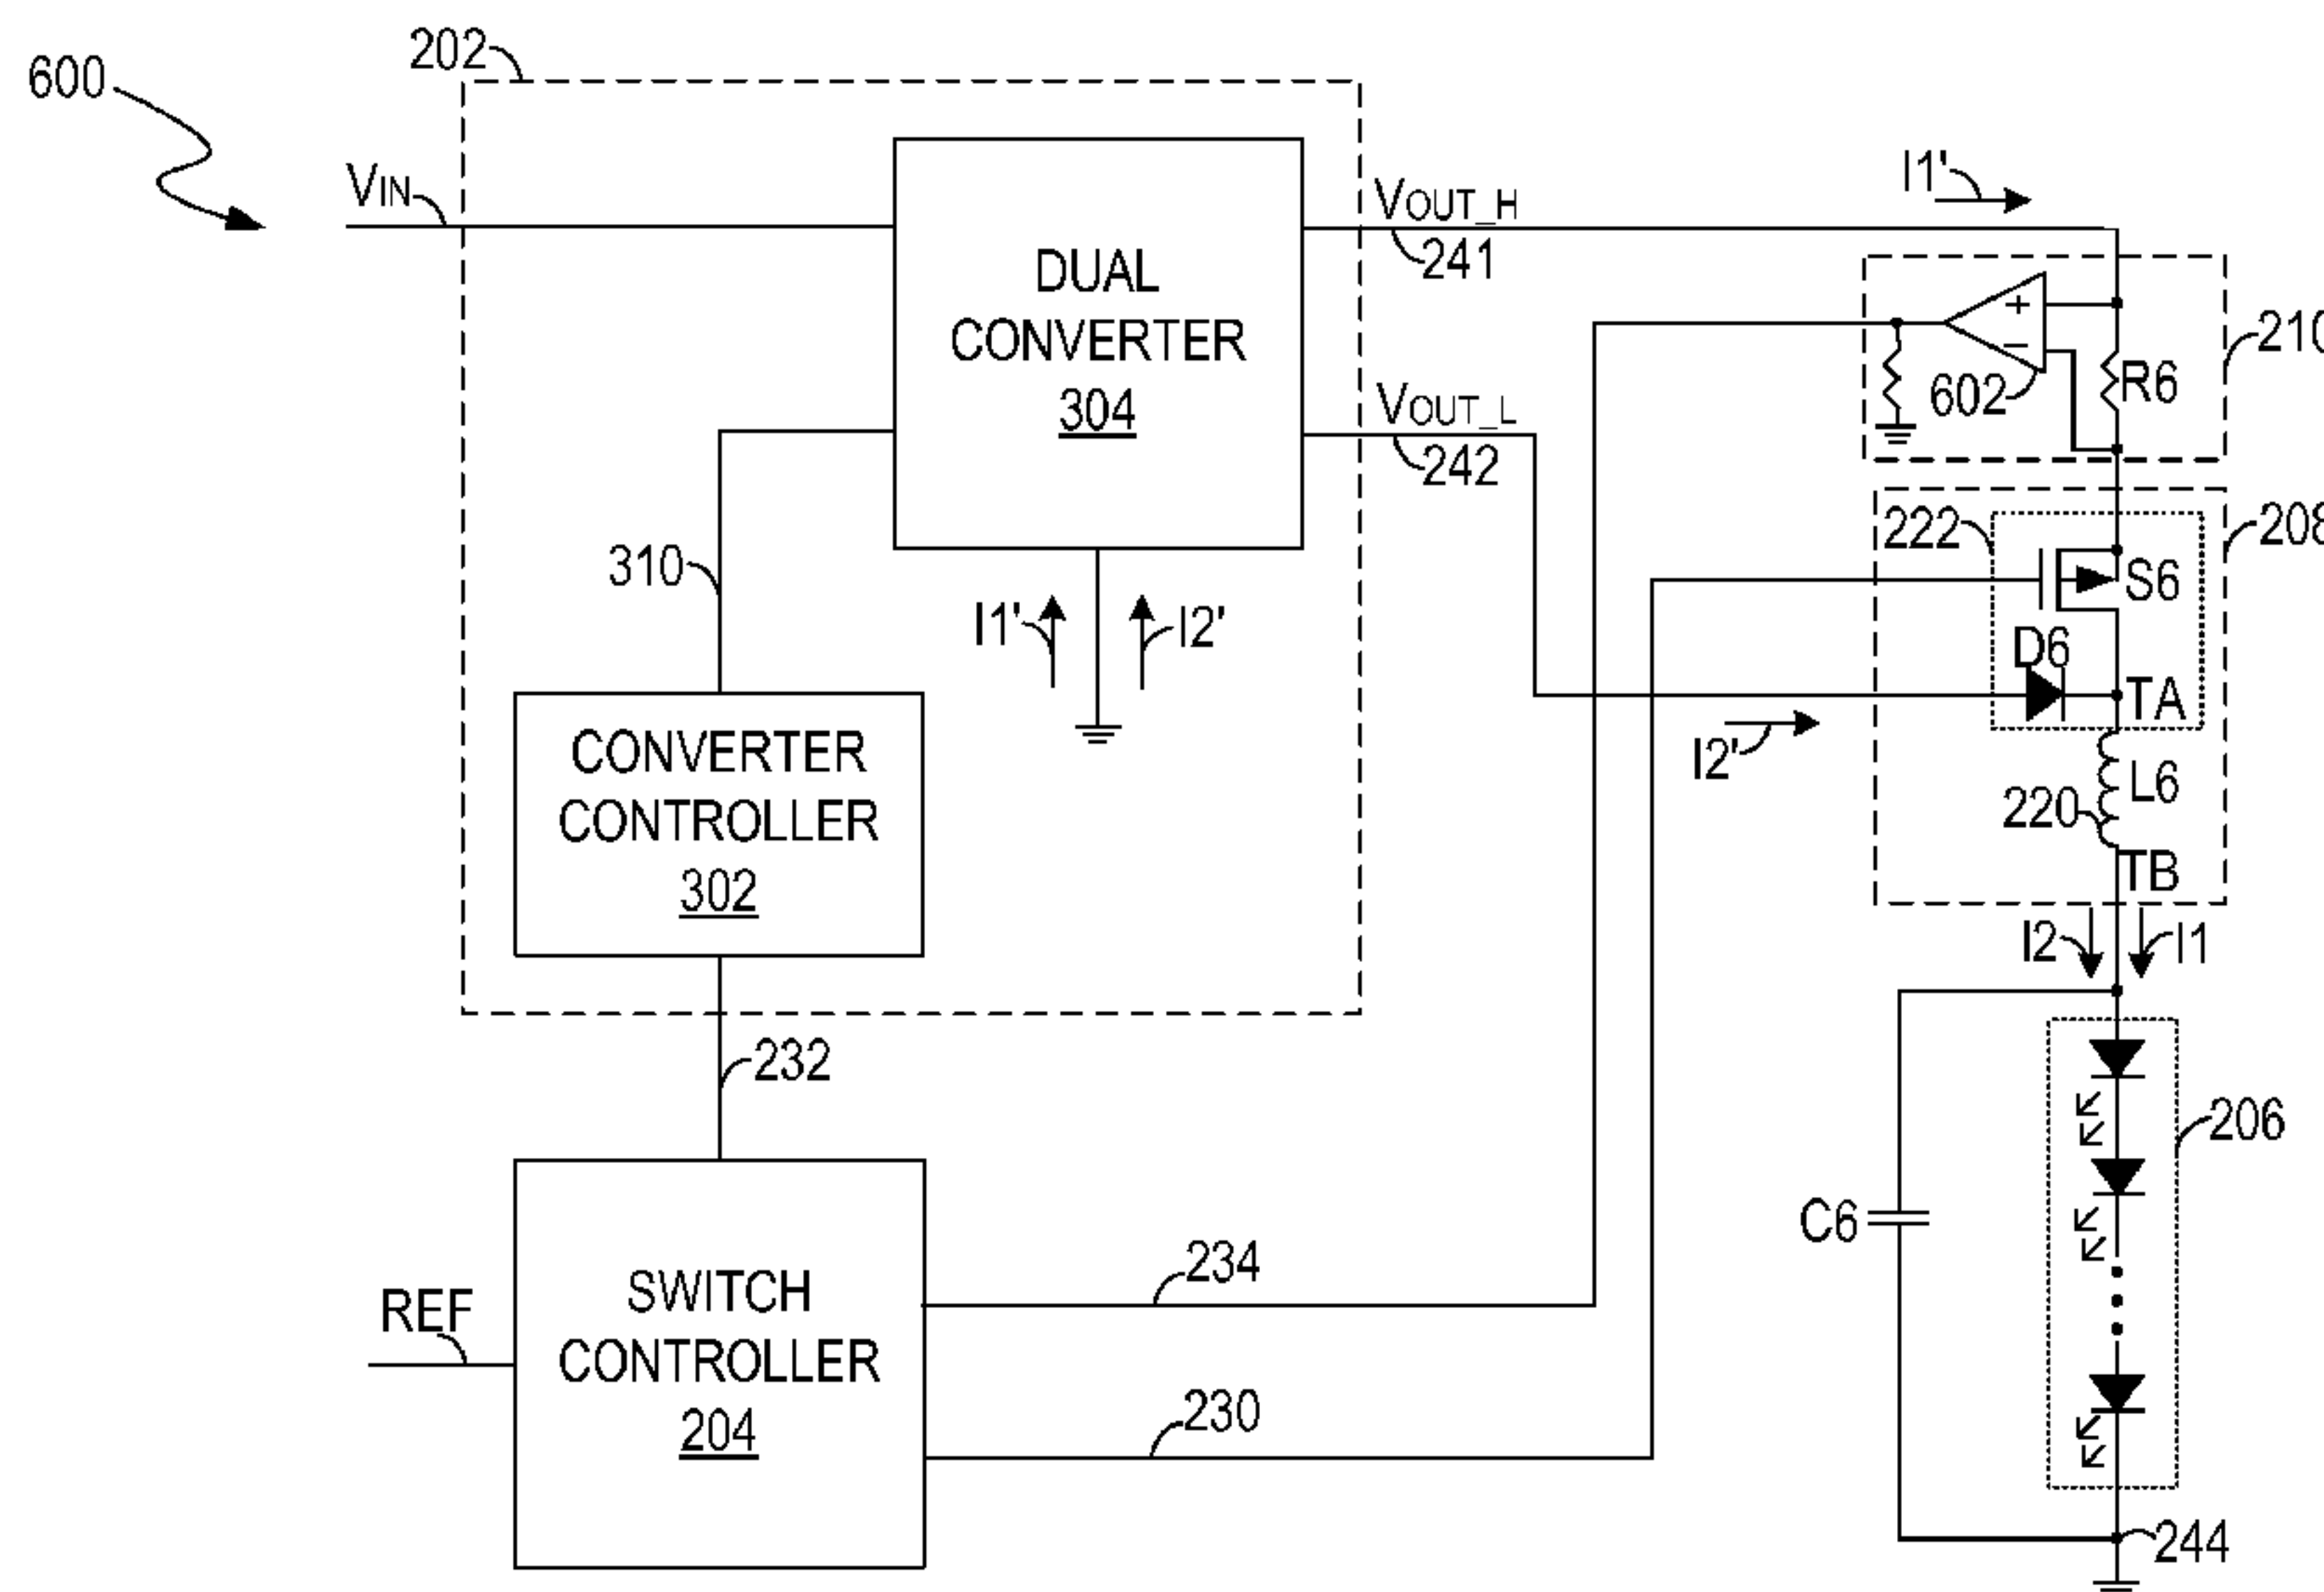 600
202
VIN
DUAL
CONVERTER
304
VOUT_H
241
I1'
+
−
602
R6
210
VOUT_L
242
222
208
S6
D6
TA
310
I1'
I2'
I2'
L6
220
TB
CONVERTER
CONTROLLER
302
I2
I1
232
206
C6
SWITCH
CONTROLLER
204
REF
234
230
244